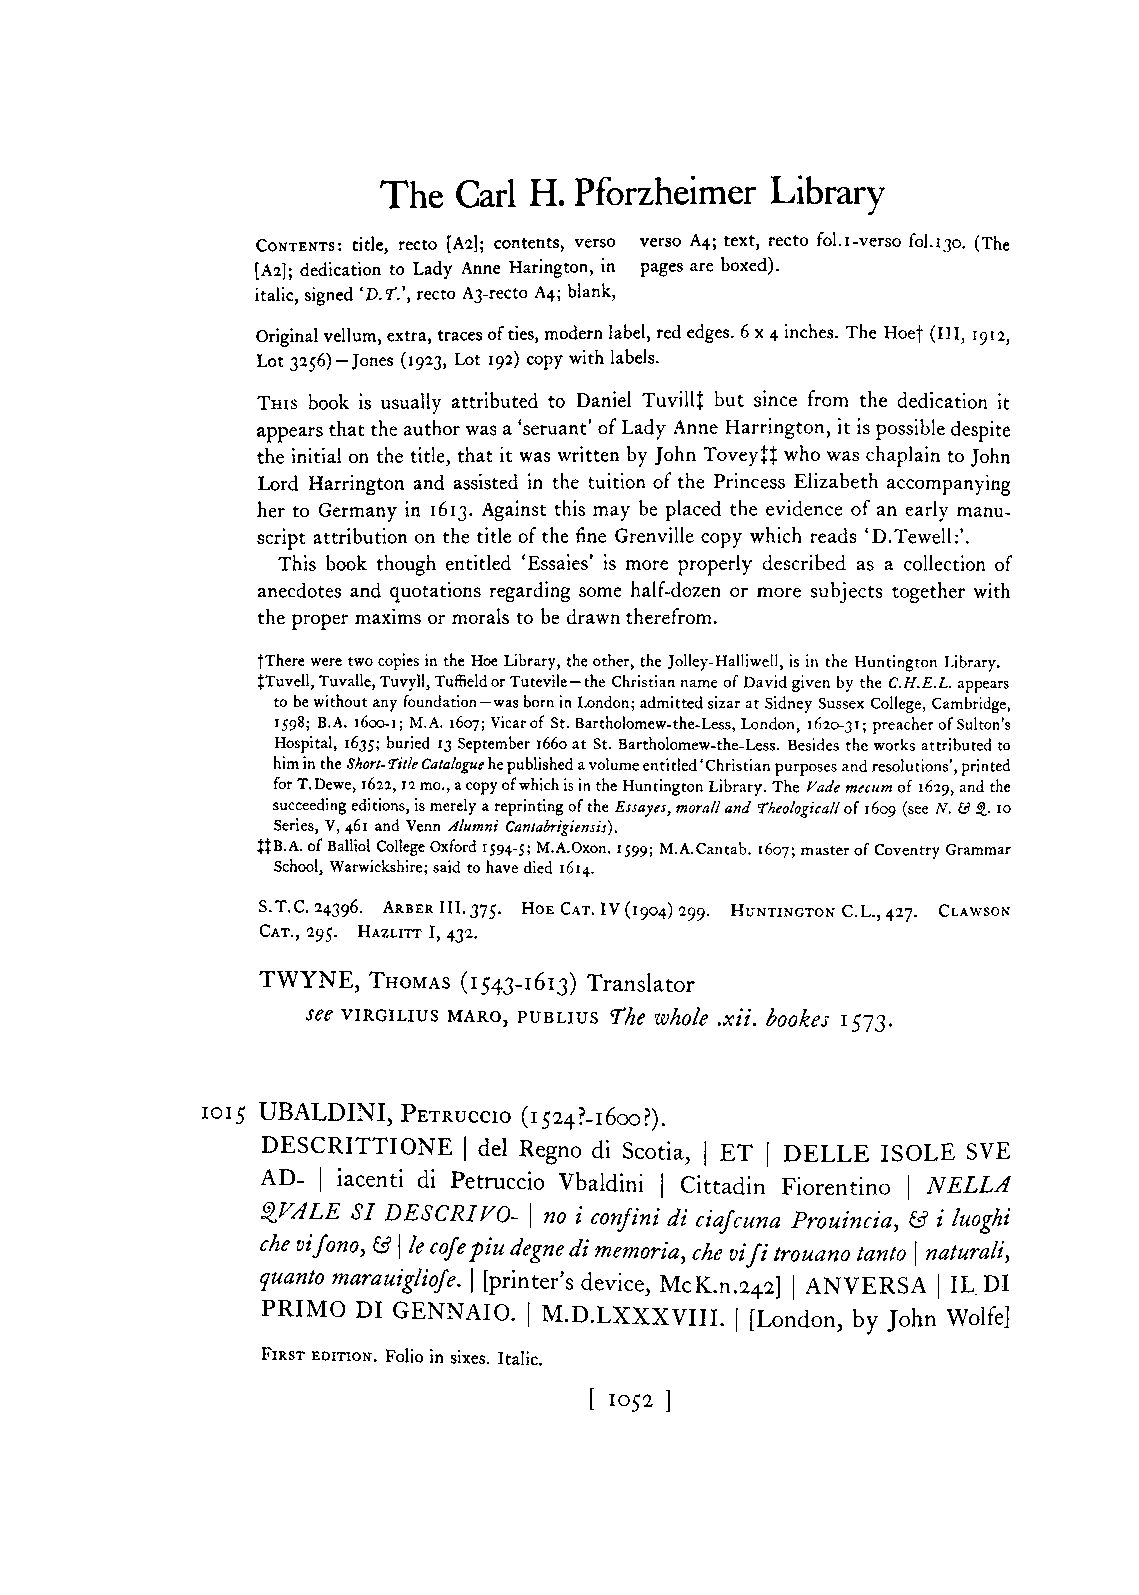 The Carl H. Pforzheimer Library
CONTENTS: title, recto [A2]; contents, verso
[A2]; dedication to Lady Anne Harington, in
italic, signed ‘D.T.’, recto A3-recto A4; blank,
verso A4; text, recto fol.1-verso fol.130. (The
pages are boxed).
Original vellum, extra, traces of ties, modern label, red edges. 6 x 4 inches. The Hoe† (III, 1912,
Lot 3256)—Jones (1923, Lot 192) copy with labels.
THIS book is usually attributed to Daniel Tuvill‡ but since from the dedication it
appears that the author was a ‘seruant’ of Lady Anne Harrington, it is possible despite
the initial on the title, that it was written by John Tovey‡‡ who was chaplain to John
Lord Harrington and assisted in the tuition of the Princess Elizabeth accompanying
her to Germany in 1613. Against this may be placed the evidence of an early manu-
script attribution on the title of the fine Grenville copy which reads ‘D.Tewell:’.
This book though entitled ‘Essaies’ is more properly described as a collection of
anecdotes and quotations regarding some half-dozen or more subjects together with
the proper maxims or morals to be drawn therefrom.
†There were two copies in the Hoe Library, the other, the Jolley-Halliwell, is in the Huntington Library.
‡Tuvell, Tuvalle, Tuvyll, Tuffield or Tutevile—the Christian name of David given by the C.H.E.L. appears
to be without any foundation—was born in London; admitted sizar at Sidney Sussex College, Cambridge,
1598; B.A. 1600-1; M.A. 1607; Vicar of St. Bartholomew-the-Less, London, 1620-31; preacher of Sulton's
Hospital, 1635; buried 13 September 1660 at St. Bartholomew-the-Less. Besides the works attributed to
him in the Short-Title Catalogue he published a volume entitled ‘Christian purposes and resolutions’, printed
for T.Dewe, 1622, 12 mo., a copy of which is in the Huntington Library. The Vade mecum of 1629, and the
succeeding editions, is merely a reprinting of the Essayes, morall and Theologicall of 1609 (see N. & Q. 10
Series, V, 461 and Venn Alumni Cantabrigiensis).
‡‡B.A. of Balliol College Oxford 1594-5; M.A.Oxon. 1599; M.A.Cantab. 1607; master of Coventry Grammar
School, Warwickshire; said to have died 1614.
S.T.C. 24396. ARBER III. 375. HOE CAT. IV (1904) 299. HUNTINGTON C.L., 427. CLAWSON
CAT., 295. HAZLITT I, 432.
TWYNE, THOMAS (1543-1613) Translator
see VIRGILIUS MARO, PUBLIUS The whole .xii. bookes 1573.
1015 UBALDINI, PETRUCCIO (1524?-1600?).
DESCRITTIONE | del Regno di Scotia, | ET | DELLE ISOLE SVE
AD- | iacenti di Petruccio Vbaldini | Cittadin Fiorentino | NELLA
QVALE SI DESCRIVO- | no i confini di ciaſcuna Prouincia, & i luoghi
che vi ſono, & | le coſe piu degne di memoria, che vi ſi trouano tanto | naturali,
quanto marauiglioſe. | [printer's device, McK.n.242] | ANVERSA | IL DI
PRIMO DI GENNAIO. | M.D.LXXXVIII. | [London, by John Wolfe]
FIRST EDITION. Folio in sixes. Italic.
[ 1052 ]